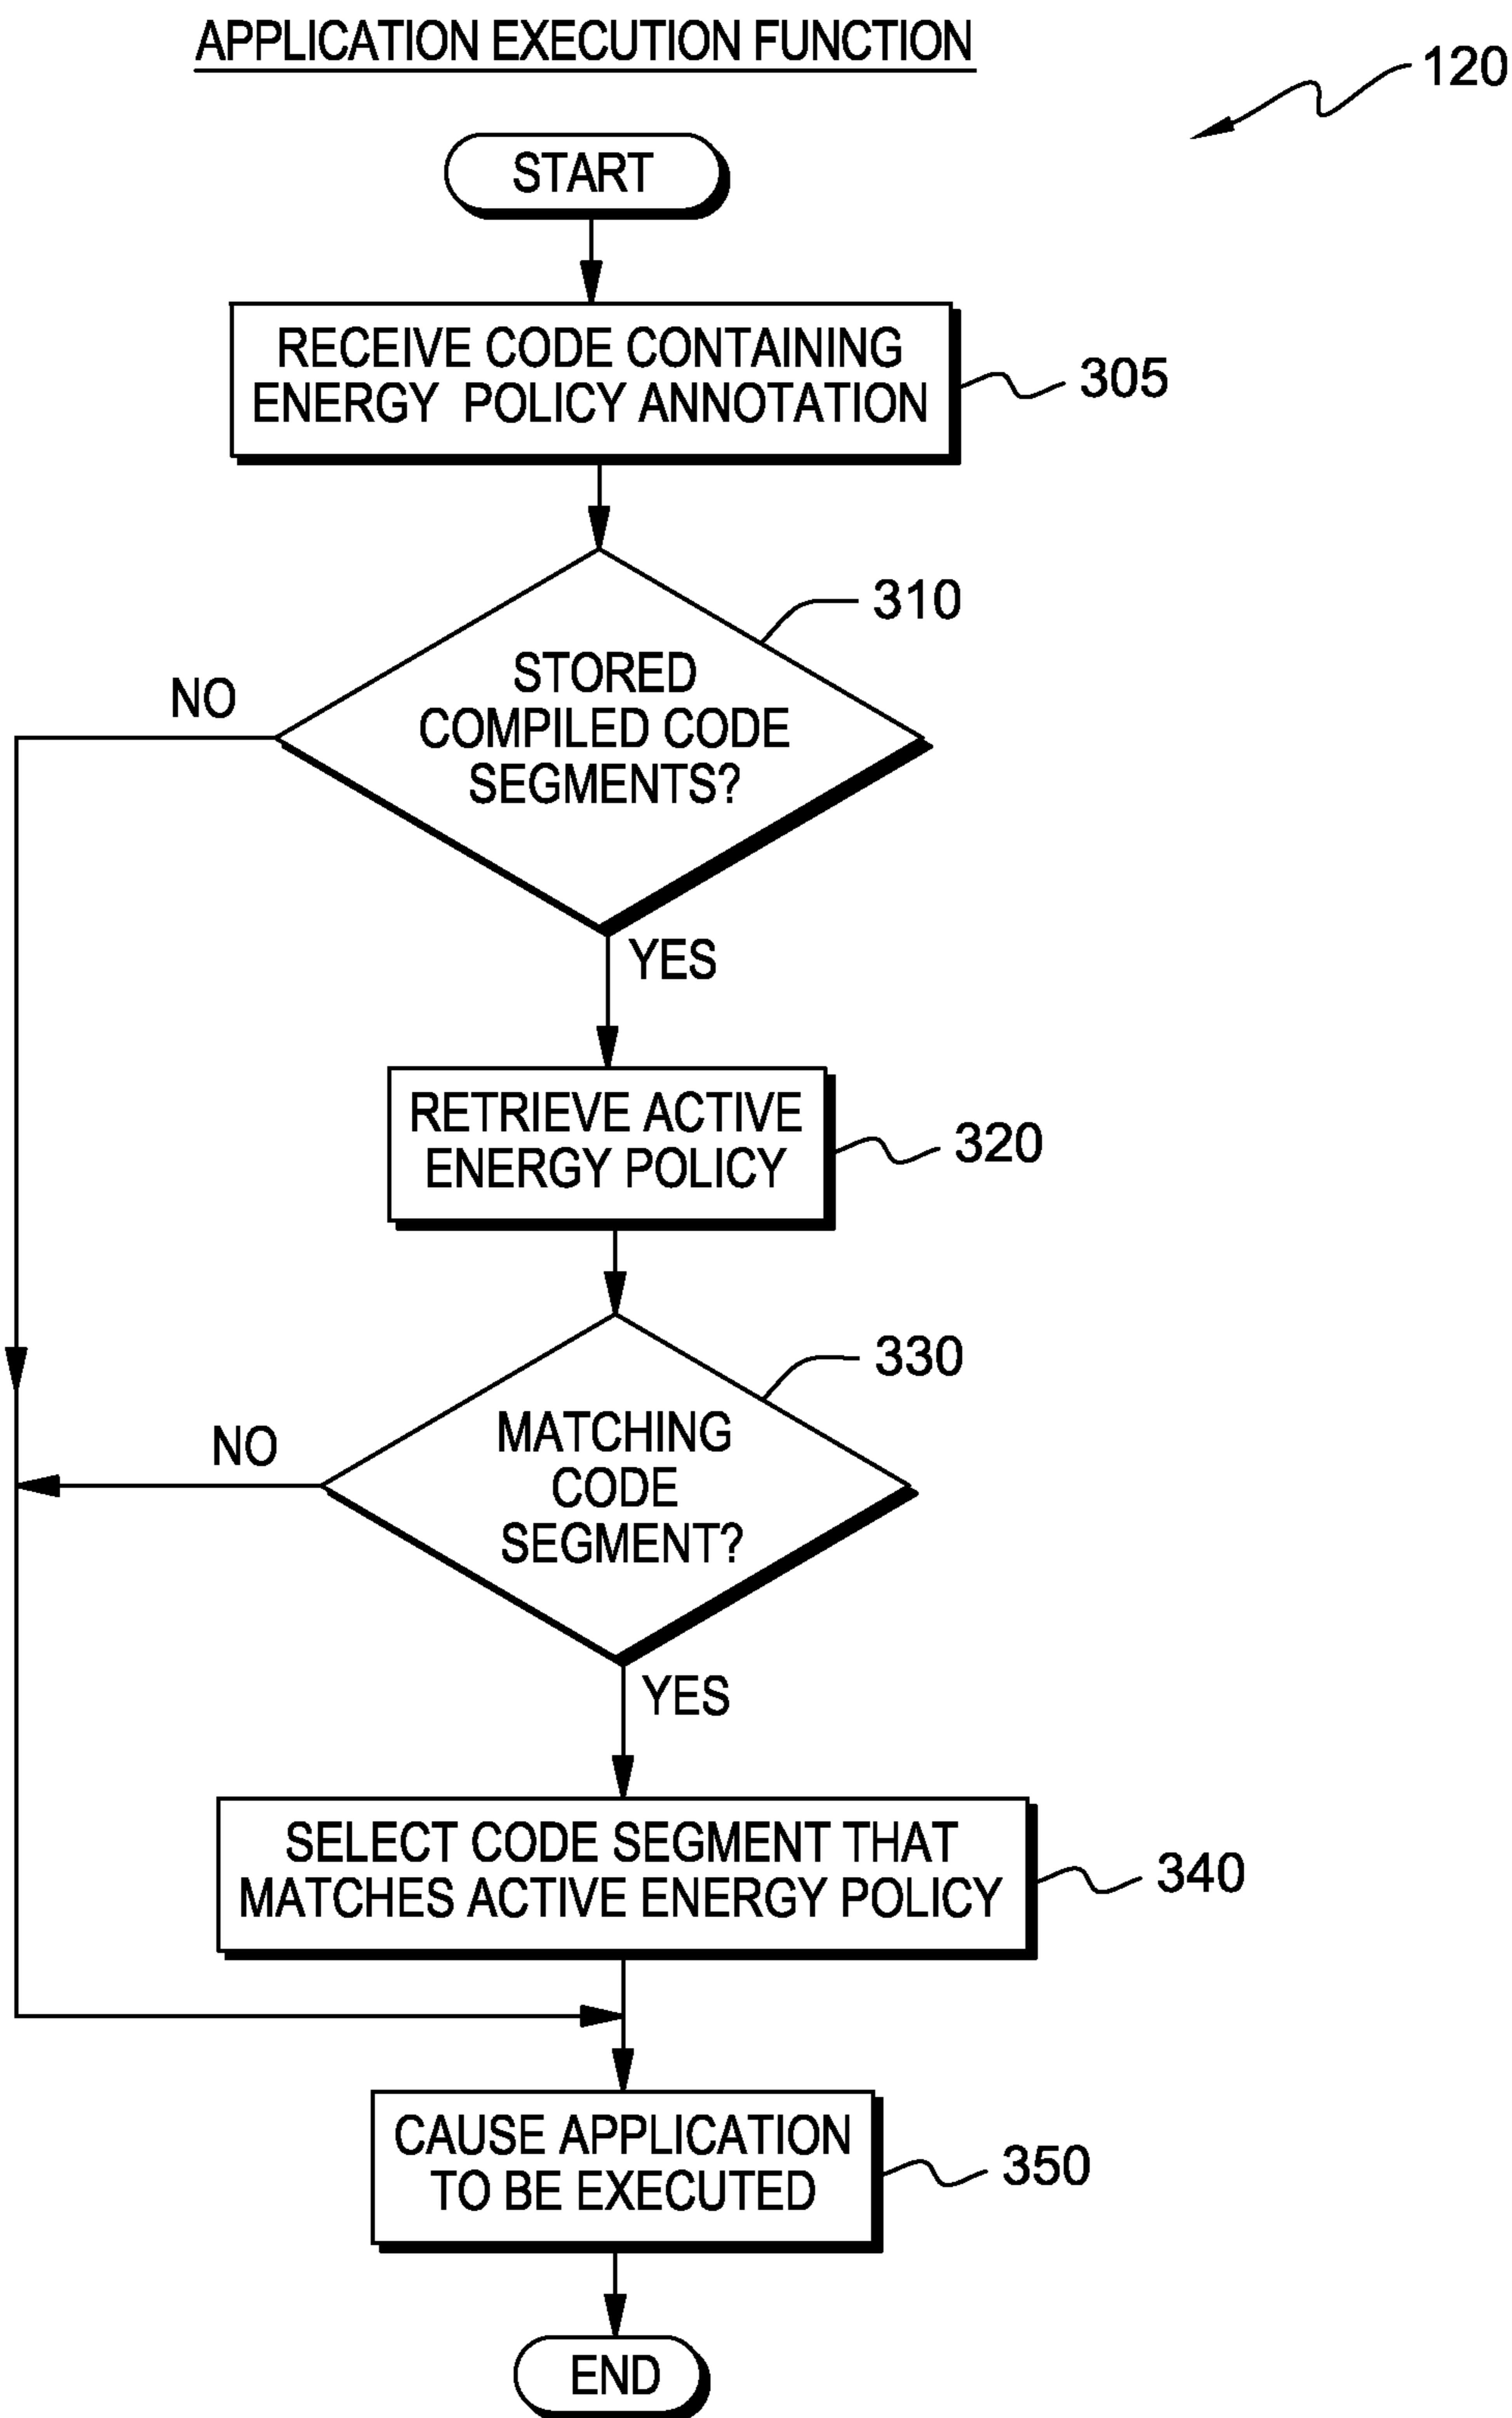 APPLICATION EXECUTION FUNCTION
120
START
RECEIVE CODE CONTAINING
ENERGY POLICY ANNOTATION
305
310
STORED
COMPILED CODE
SEGMENTS?
NO
YES
RETRIEVE ACTIVE
ENERGY POLICY
320
330
MATCHING
CODE
SEGMENT?
NO
YES
SELECT CODE SEGMENT THAT
MATCHES ACTIVE ENERGY POLICY
340
CAUSE APPLICATION
TO BE EXECUTED
350
END